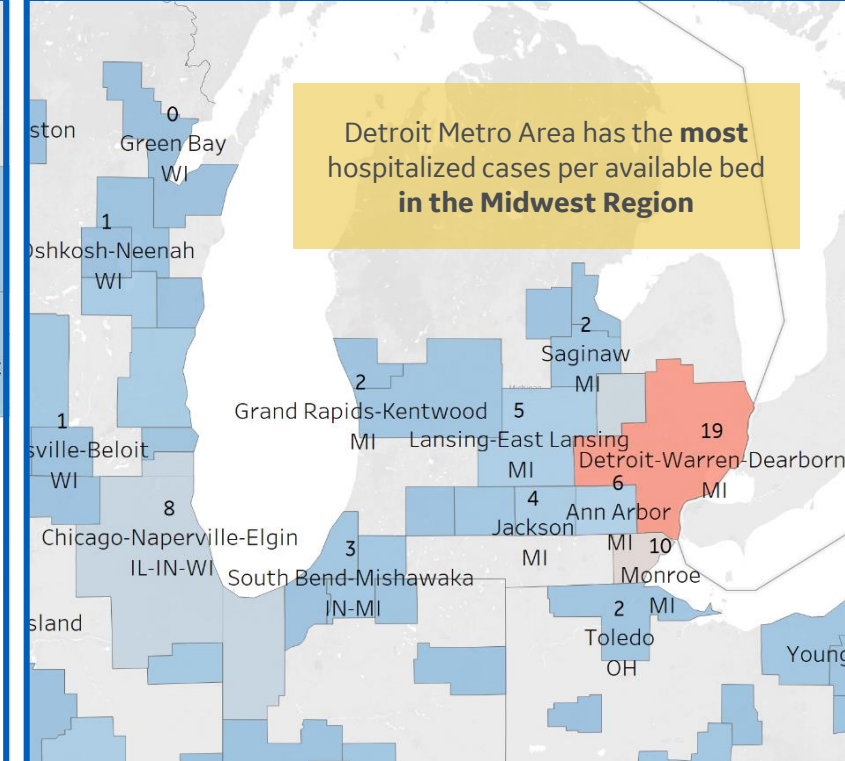 Detroit Metro Area has the most
hospitalized cases per available bed
in the Midwest Region
0
Green Bay
WI
ston
1
Oshkosh-Neenah
WI
2
Saginaw
MI
2
Grand Rapids-Kentwood
MI
5
Lansing-East Lansing
MI
19
Detroit-Warren-Dearborn
MI
1
sville-Beloit
WI
8
Chicago-Naperville-Elgin
IL-IN-WI
4
Jackson
MI
6
Ann Arbor
MI
10
Monroe
MI
3
South Bend-Mishawaka
IN-MI
2
Toledo
OH
sland
Young